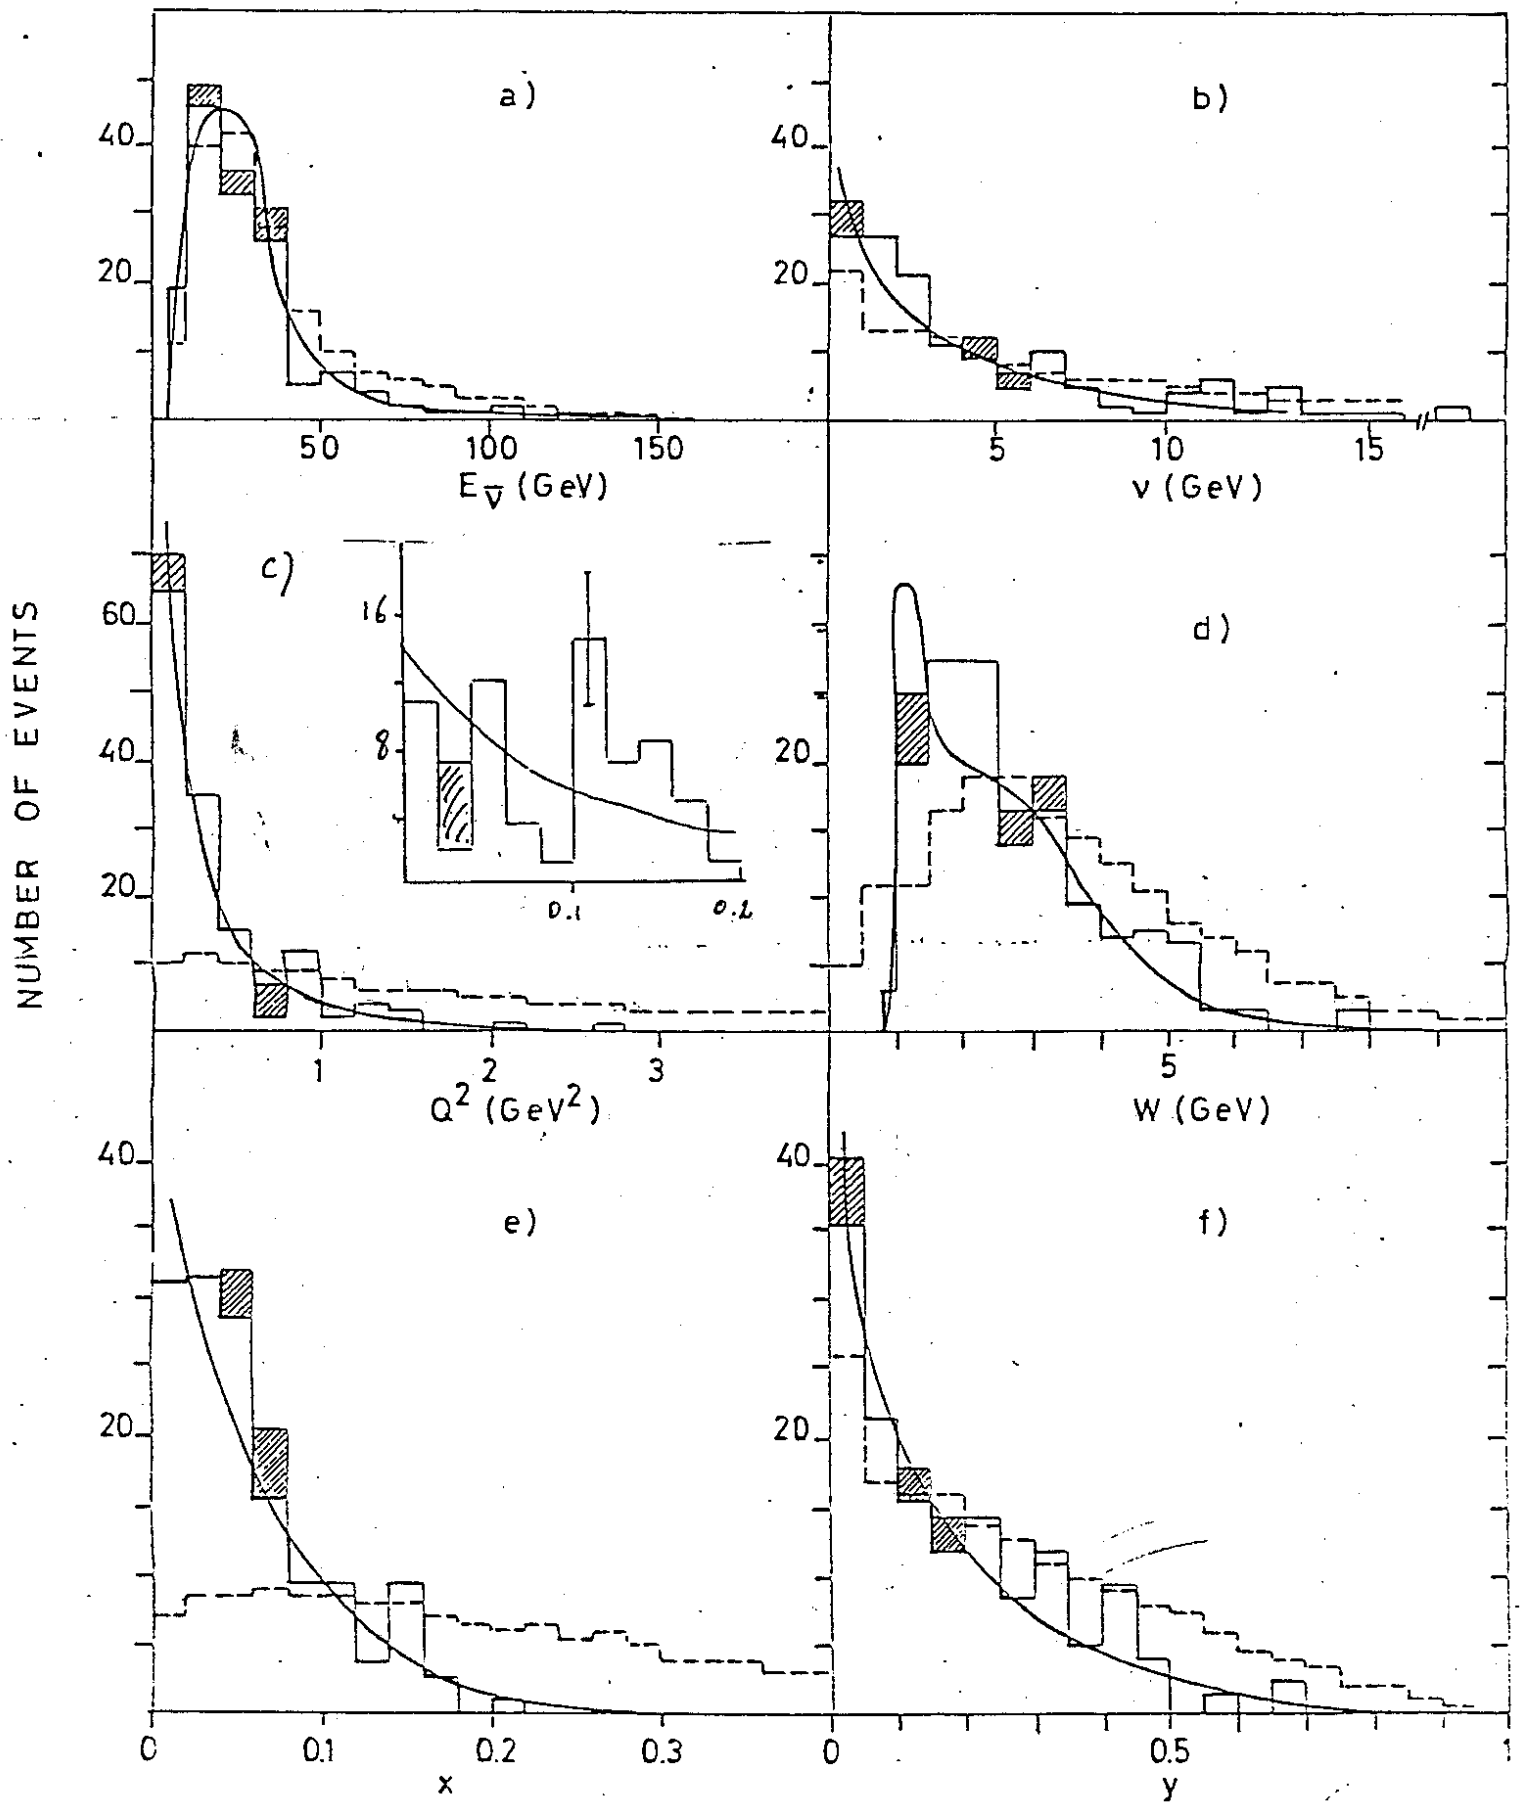 a)
b)
40
20
40
20
50 100 150
5 10 15
E_ν̅ (GeV)
ν (GeV)
NUMBER OF EVENTS
c)
d)
60
40
20
16
8
0.1 0.2
20
1 2 3
5
Q² (GeV²)
W (GeV)
e)
f)
40
20
40
20
0 0.1 0.2 0.3
0 0.5 1
x
y